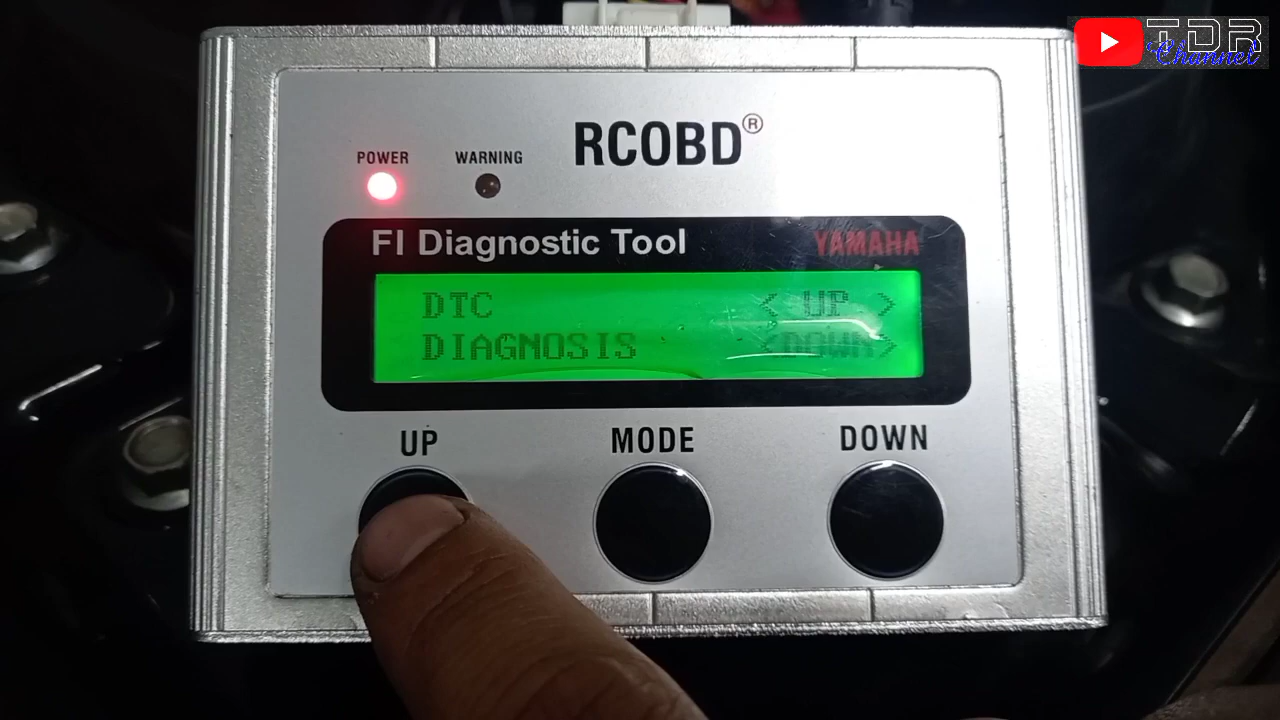 TDR
Channel
RCOBD®
POWER WARNING
FI Diagnostic Tool YAMAHA
DTC < UP >
DIAGNOSIS <DOWN>
UP MODE DOWN